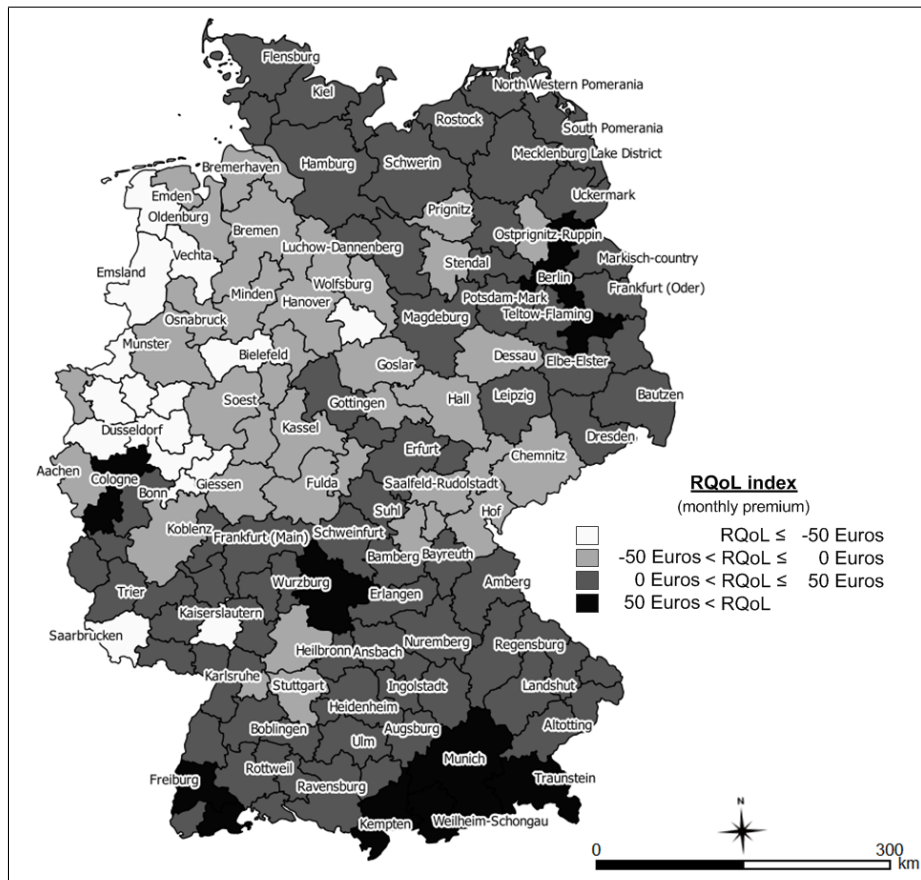 Flensburg
Kiel
North Western Pomerania
Rostock
South Pomerania
Hamburg
Schwerin
Mecklenburg Lake District
Bremerhaven
Emden
Uckermark
Oldenburg
Prignitz
Bremen
Ostprignitz-Ruppin
Luchow-Dannenberg
Vechta
Stendal
Markisch-country
Emsland
Berlin
Wolfsburg
Frankfurt (Oder)
Minden
Hanover
Potsdam-Mark
Osnabruck
Magdeburg
Teltow-Flaming
Munster
Bielefeld
Dessau
Goslar
Elbe-Elster
Soest
Gottingen
Hall
Leipzig
Bautzen
Dusseldorf
Kassel
Dresden
Erfurt
Chemnitz
Aachen
Cologne
Bonn
Giessen
Fulda
Saalfeld-Rudolstadt
Suhl
Hof
Koblenz
Frankfurt (Main)
Schweinfurt
Bamberg
Bayreuth
Trier
Wurzburg
Erlangen
Amberg
Kaiserslautern
Saarbrucken
Heilbronn
Ansbach
Nuremberg
Regensburg
Karlsruhe
Stuttgart
Ingolstadt
Landshut
Heidenheim
Boblingen
Augsburg
Altotting
Ulm
Munich
Freiburg
Rottweil
Ravensburg
Traunstein
Kempten
Weilheim-Schongau
RQoL index
(monthly premium)
RQoL ≤ -50 Euros
-50 Euros < RQoL ≤ 0 Euros
0 Euros < RQoL ≤ 50 Euros
50 Euros < RQoL
N
0 300
km